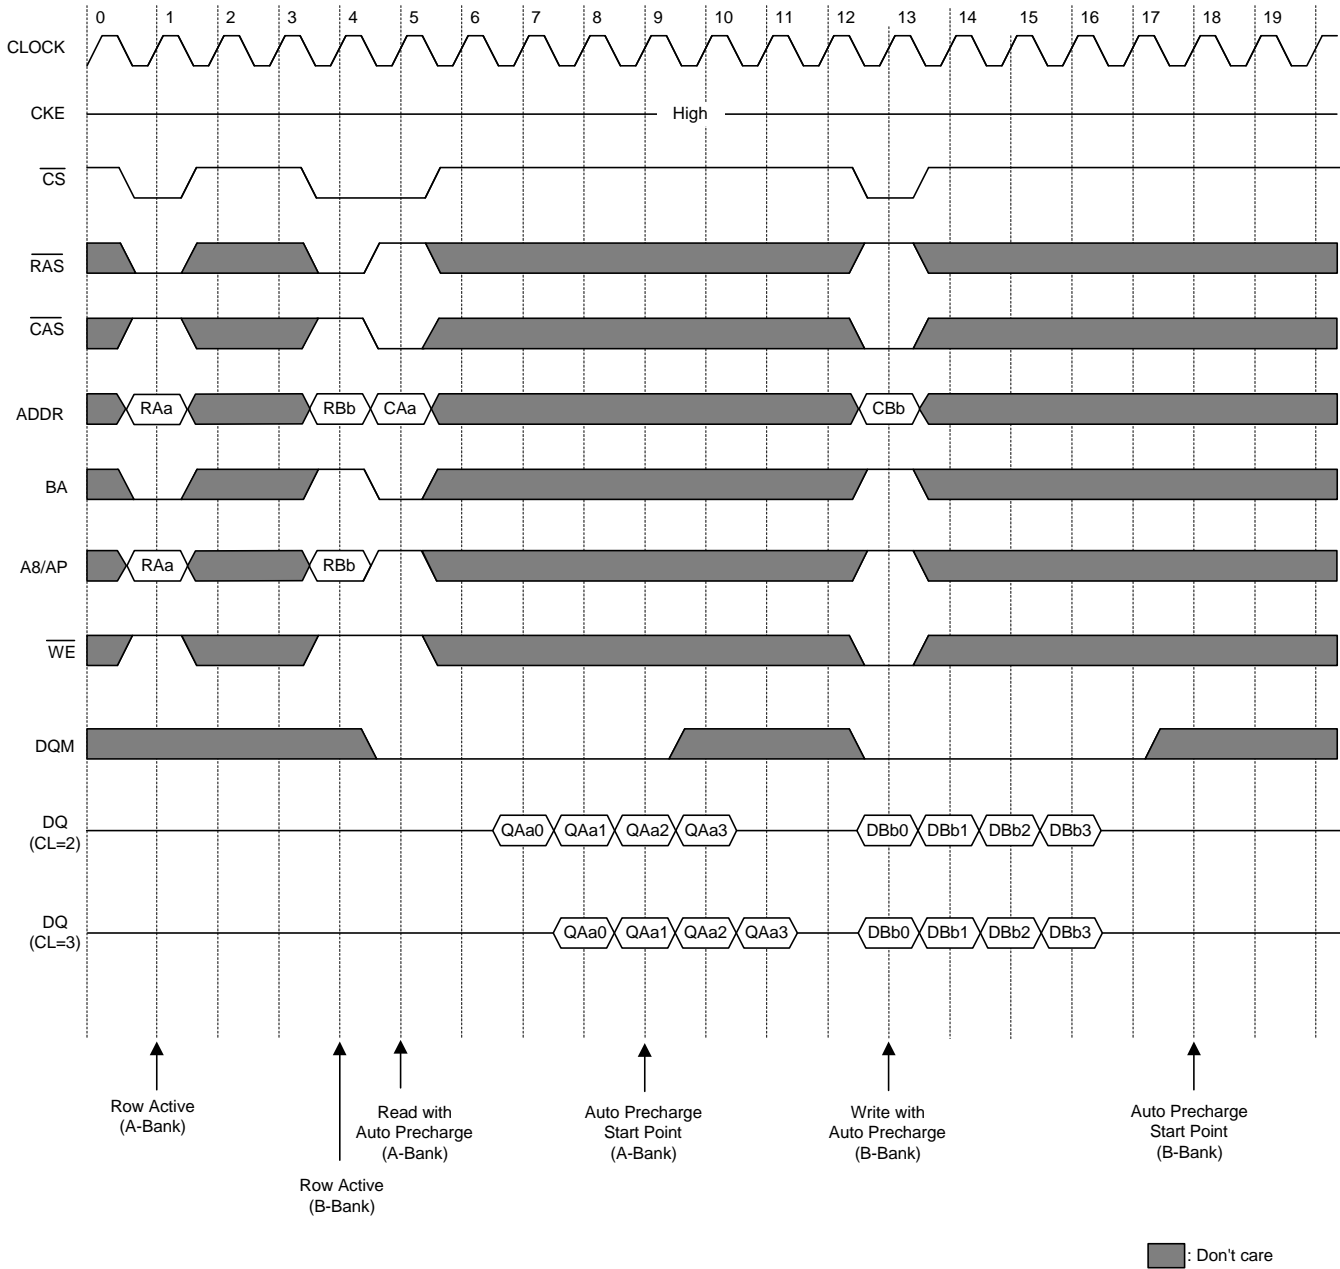 0 1 2 3 4 5 6 7 8 9 10 11 12 13 14 15 16 17 18 19
CLOCK
CKE High
CS
RAS
CAS
ADDR RAa RBb CAa CBb
BA
A8/AP RAa RBb
WE
DQM
DQ
(CL=2)
QAa0 QAa1 QAa2 QAa3 DBb0 DBb1 DBb2 DBb3
DQ
(CL=3)
QAa0 QAa1 QAa2 QAa3 DBb0 DBb1 DBb2 DBb3
Row Active
(A-Bank)
Row Active
(B-Bank)
Read with
Auto Precharge
(A-Bank)
Auto Precharge
Start Point
(A-Bank)
Write with
Auto Precharge
(B-Bank)
Auto Precharge
Start Point
(B-Bank)
: Don't care